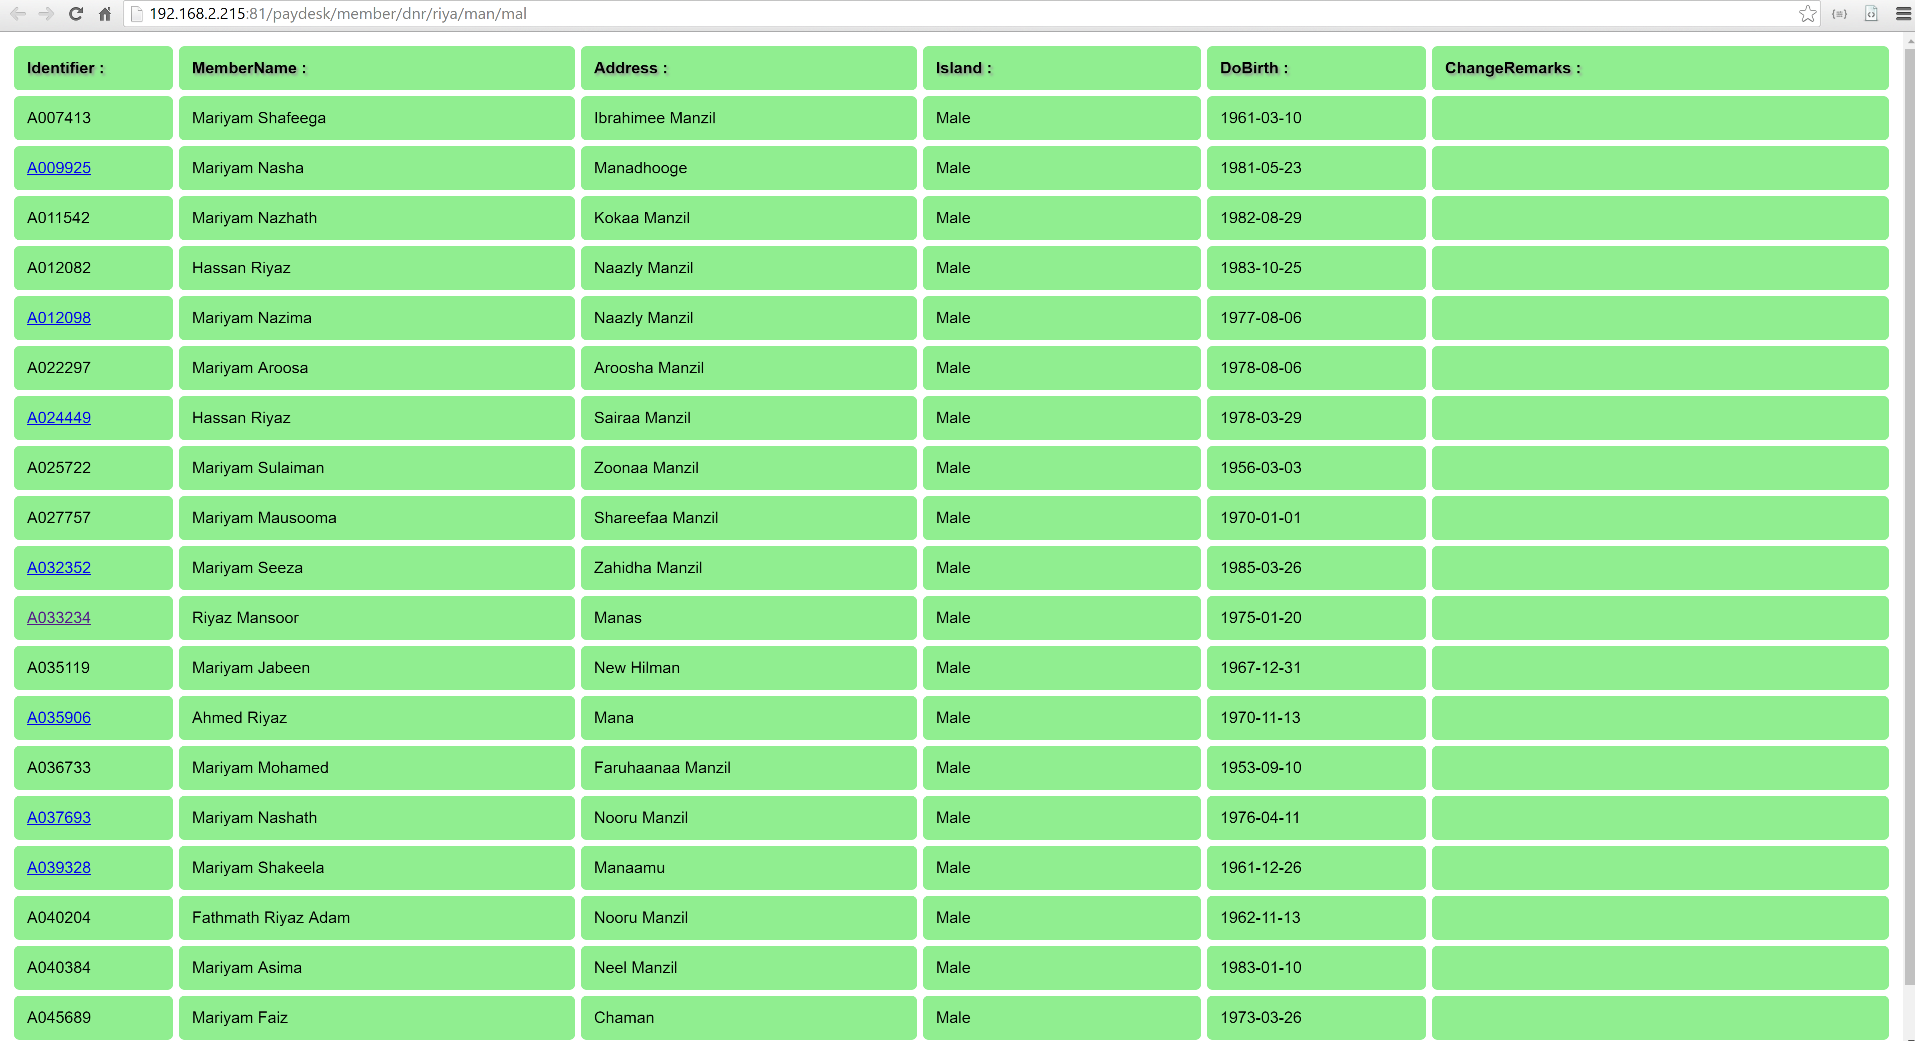 192.168.2.215:81/paydesk/member/dnr/riya/man/mal
Identifier : MemberName : Address : Island : DoBirth : ChangeRemarks :
A007413 Mariyam Shafeega Ibrahimee Manzil Male 1961-03-10
A009925 Mariyam Nasha Manadhooge Male 1981-05-23
A011542 Mariyam Nazhath Kokaa Manzil Male 1982-08-29
A012082 Hassan Riyaz Naazly Manzil Male 1983-10-25
A012098 Mariyam Nazima Naazly Manzil Male 1977-08-06
A022297 Mariyam Aroosa Aroosha Manzil Male 1978-08-06
A024449 Hassan Riyaz Sairaa Manzil Male 1978-03-29
A025722 Mariyam Sulaiman Zoonaa Manzil Male 1956-03-03
A027757 Mariyam Mausooma Shareefaa Manzil Male 1970-01-01
A032352 Mariyam Seeza Zahidha Manzil Male 1985-03-26
A033234 Riyaz Mansoor Manas Male 1975-01-20
A035119 Mariyam Jabeen New Hilman Male 1967-12-31
A035906 Ahmed Riyaz Mana Male 1970-11-13
A036733 Mariyam Mohamed Faruhaanaa Manzil Male 1953-09-10
A037693 Mariyam Nashath Nooru Manzil Male 1976-04-11
A039328 Mariyam Shakeela Manaamu Male 1961-12-26
A040204 Fathmath Riyaz Adam Nooru Manzil Male 1962-11-13
A040384 Mariyam Asima Neel Manzil Male 1983-01-10
A045689 Mariyam Faiz Chaman Male 1973-03-26